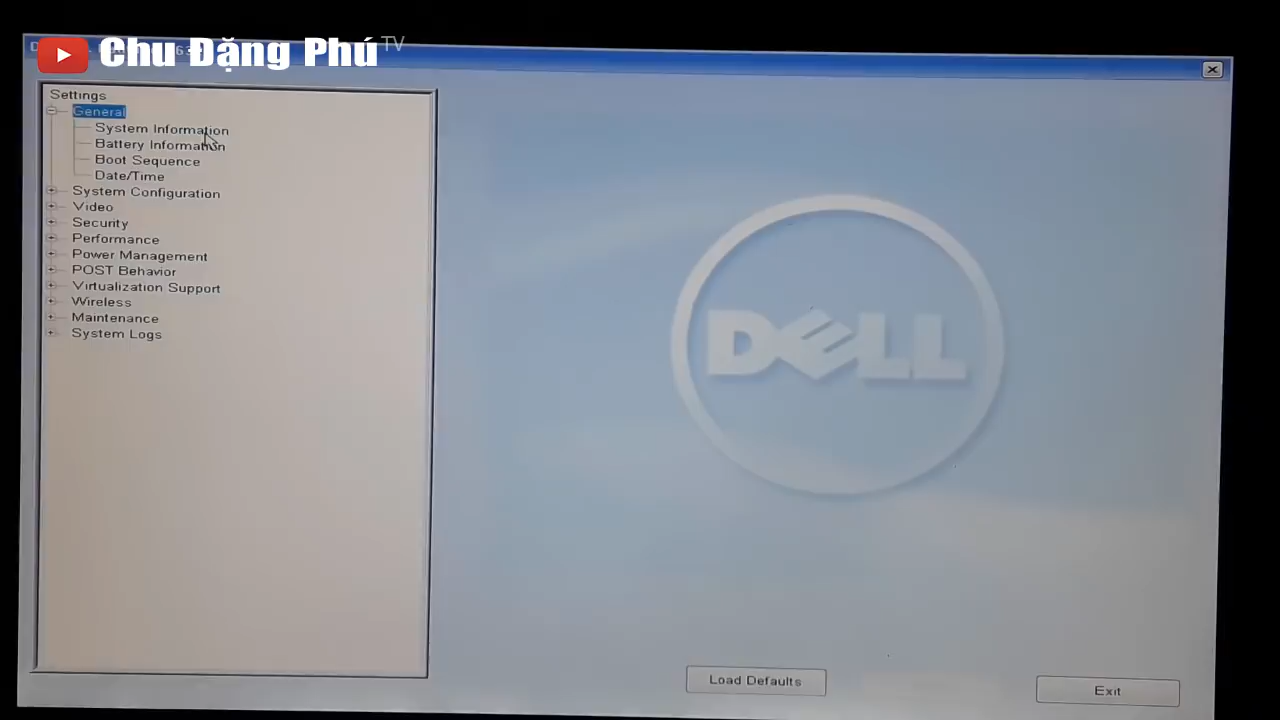 Chu Đặng Phú TV
Settings
General
System Information
Battery Information
Boot Sequence
Date/Time
System Configuration
Video
Security
Performance
Power Management
POST Behavior
Virtualization Support
Wireless
Maintenance
System Logs
DELL
Load Defaults
Exit